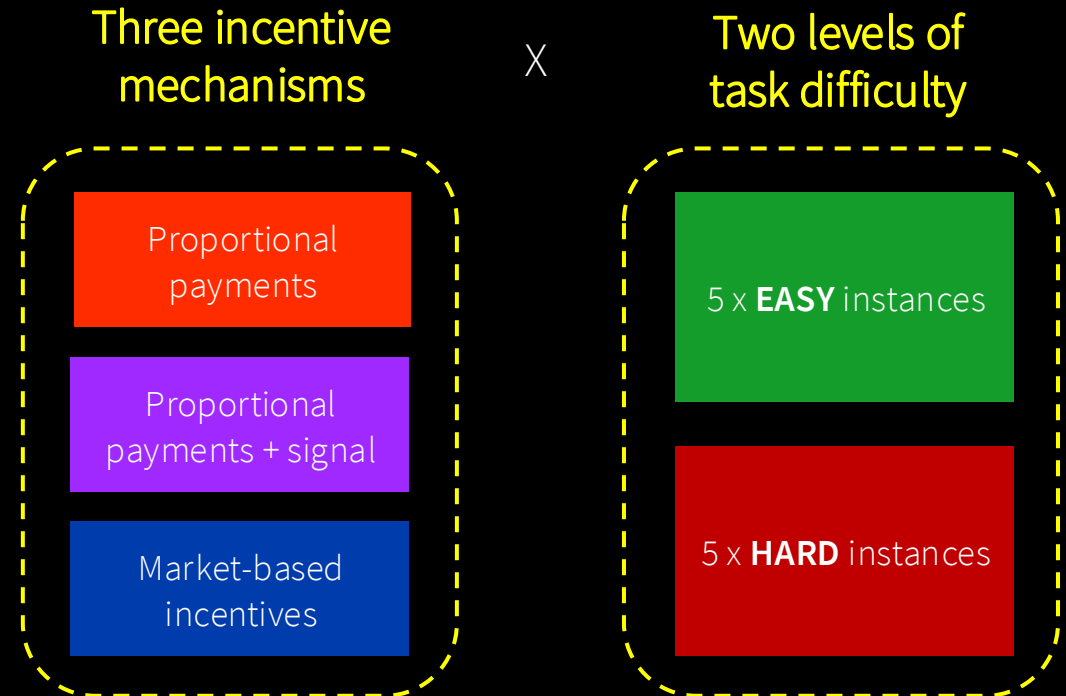 Three incentive
mechanisms
X
Two levels of
task difficulty
Proportional
payments
Proportional
payments + signal
Market-based
incentives
5 x EASY instances
5 x HARD instances